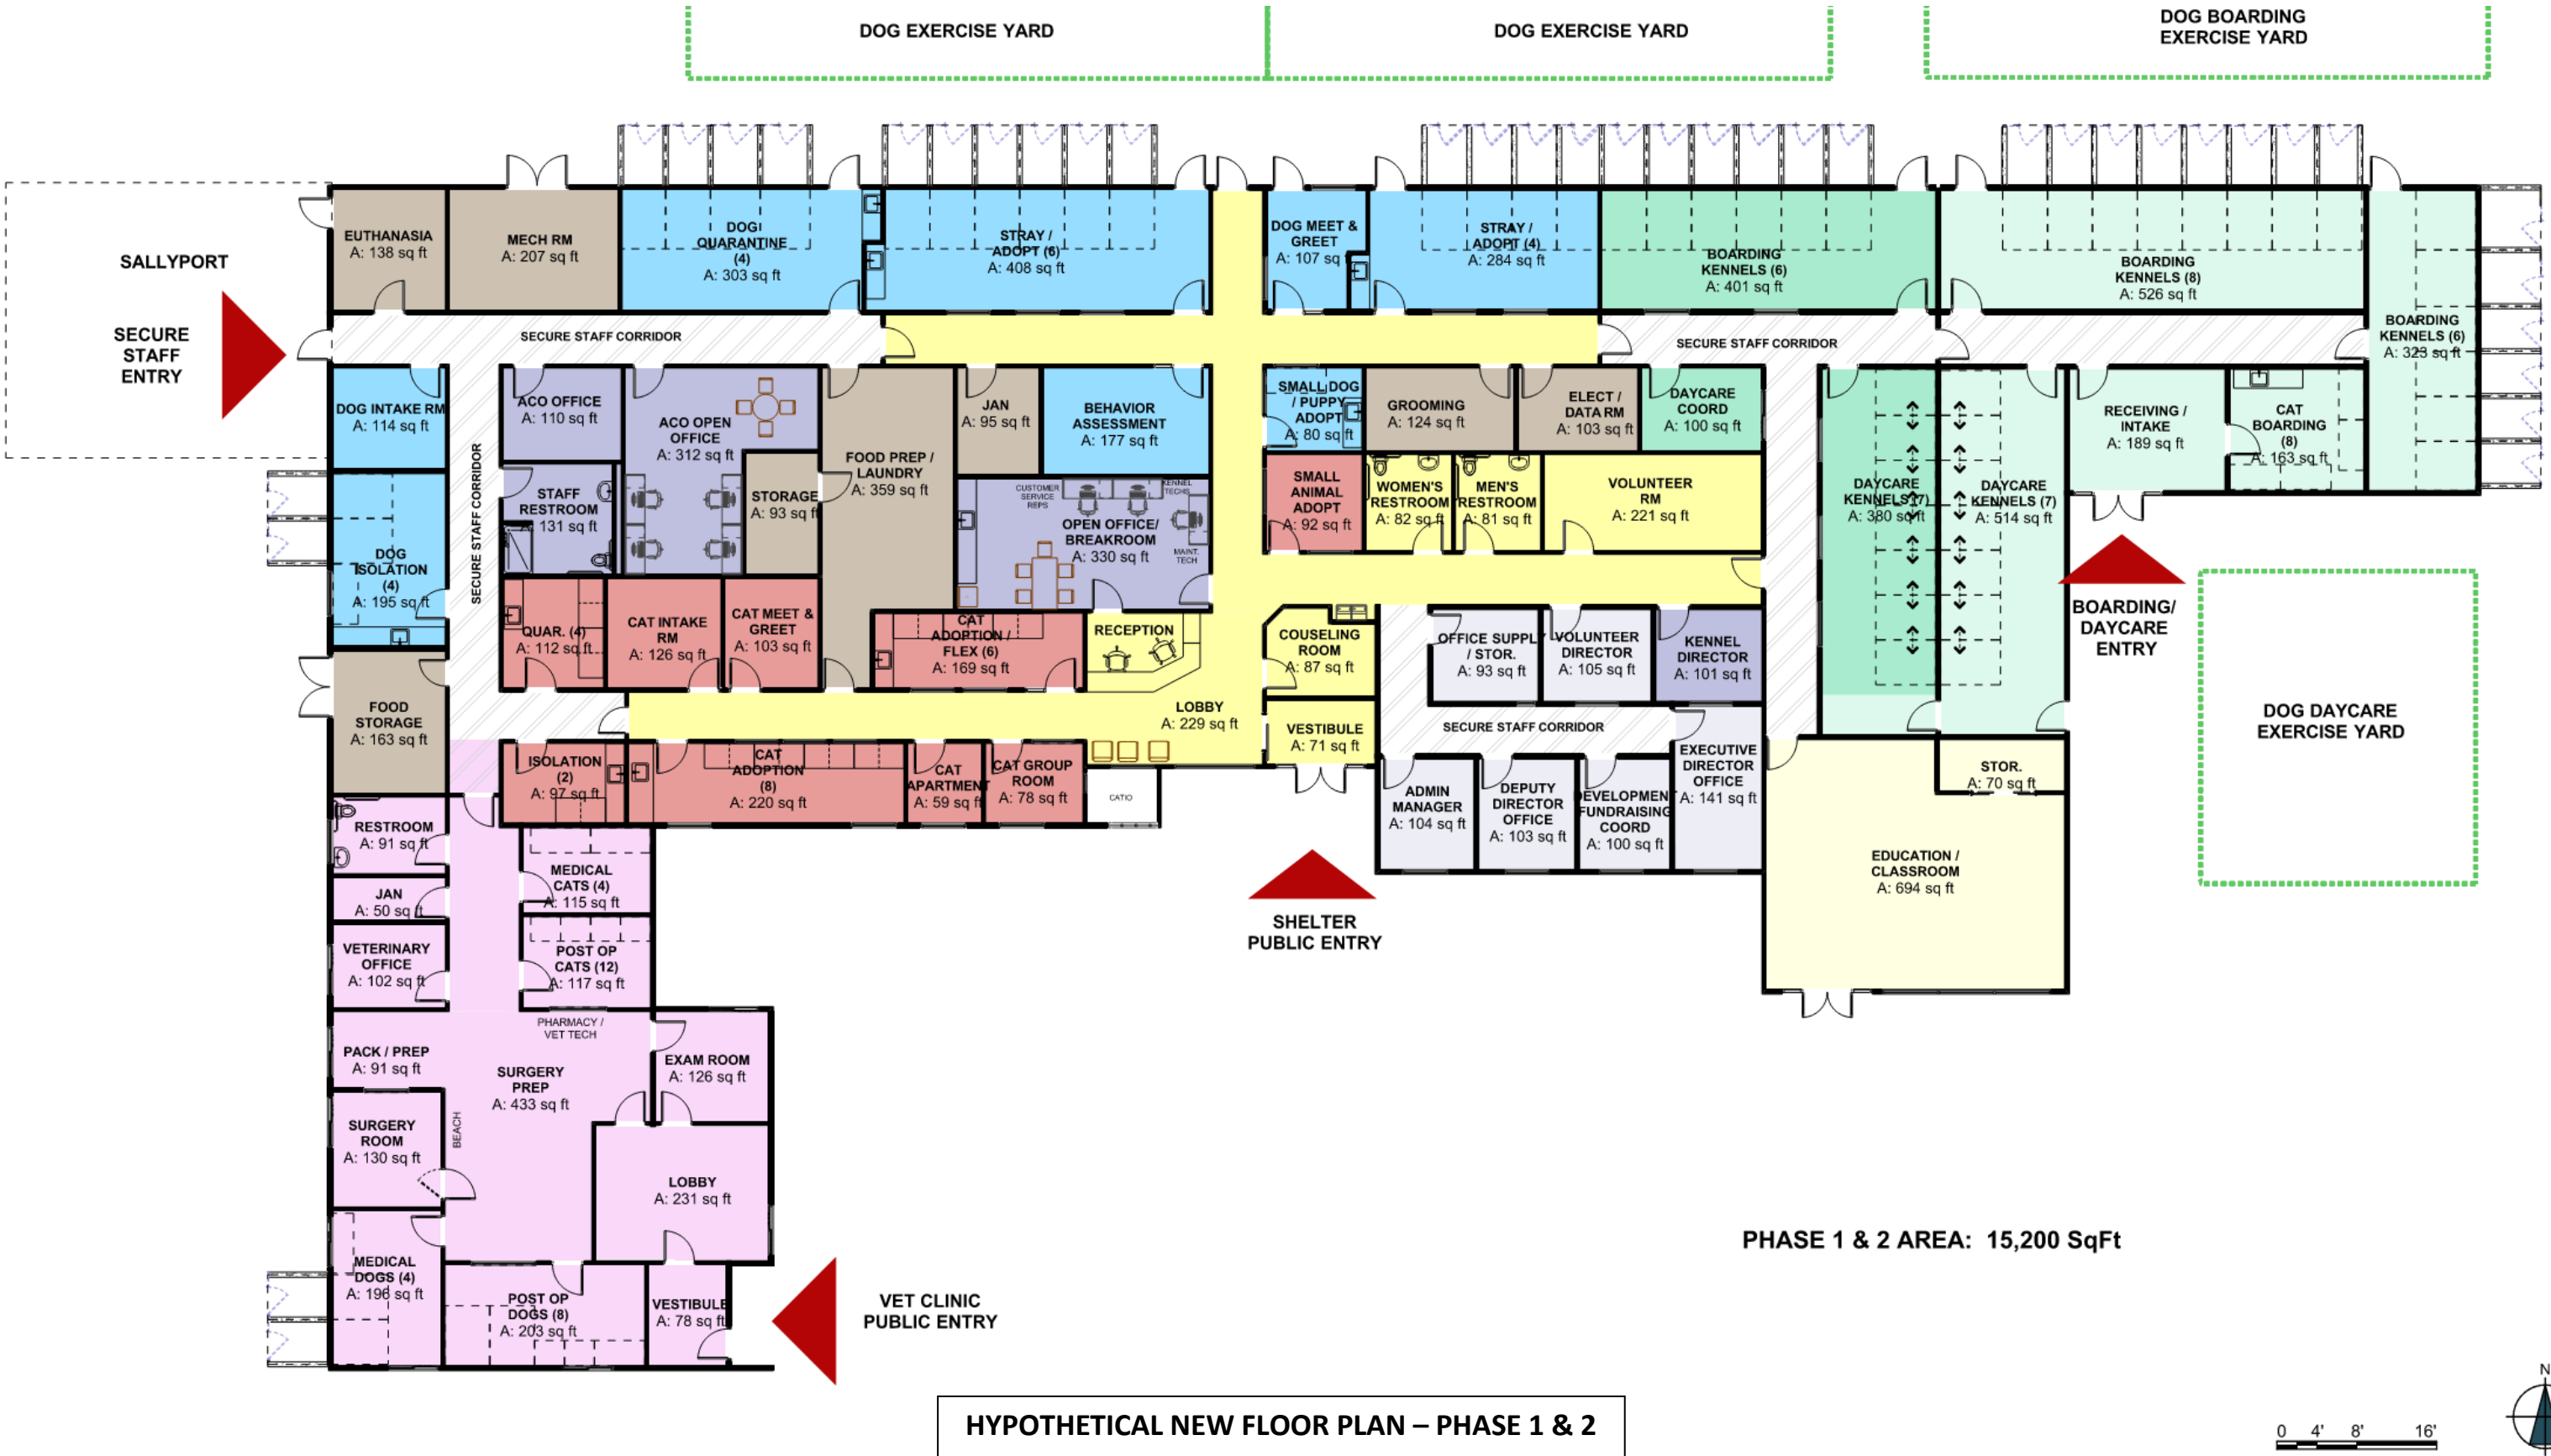 DOG EXERCISE YARD
DOG EXERCISE YARD
DOG BOARDING
EXERCISE YARD
SALLYPORT
SECURE
STAFF
ENTRY
EUTHANASIA
A: 138 sq ft
MECH RM
A: 207 sq ft
DOG
QUARANTINE
(4)
A: 303 sq ft
STRAY /
ADOPT (6)
A: 408 sq ft
DOG MEET &
GREET
A: 107 sq
STRAY /
ADOPT (4)
A: 284 sq ft
BOARDING
KENNELS (6)
A: 401 sq ft
BOARDING
KENNELS (8)
A: 526 sq ft
BOARDING
KENNELS (6)
A: 323 sq ft
SECURE STAFF CORRIDOR
SECURE STAFF CORRIDOR
DOG INTAKE RM
A: 114 sq ft
SECURE STAFF CORRIDOR
ACO OFFICE
A: 110 sq ft
ACO OPEN
OFFICE
A: 312 sq ft
STORAGE
A: 93 sq ft
FOOD PREP /
LAUNDRY
A: 359 sq ft
JAN
A: 95 sq ft
BEHAVIOR
ASSESSMENT
A: 177 sq ft
SMALL DOG
/ PUPPY
ADOPT
A: 80 sq ft
GROOMING
A: 124 sq ft
ELECT /
DATA RM
A: 103 sq ft
DAYCARE
COORD
A: 100 sq ft
DAYCARE
KENNELS (7)
A: 380 sq ft
DAYCARE
KENNELS (7)
A: 514 sq ft
RECEIVING /
INTAKE
A: 189 sq ft
CAT
BOARDING
(8)
A: 163 sq ft
STAFF
RESTROOM
A: 131 sq ft
CUSTOMER
SERVICE
REPS
KENNEL
TECHS
OPEN OFFICE/
BREAKROOM
A: 330 sq ft
MAINT.
TECH
SMALL
ANIMAL
ADOPT
A: 92 sq ft
WOMEN'S
RESTROOM
A: 82 sq ft
MEN'S
RESTROOM
A: 81 sq ft
VOLUNTEER
RM
A: 221 sq ft
DOG
ISOLATION
(4)
A: 195 sq ft
QUAR. (4)
A: 112 sq ft
CAT INTAKE
RM
A: 126 sq ft
CAT MEET &
GREET
A: 103 sq ft
CAT
ADOPTION /
FLEX (6)
A: 169 sq ft
RECEPTION
COUSELING
ROOM
A: 87 sq ft
OFFICE SUPPLY
/ STOR.
A: 93 sq ft
VOLUNTEER
DIRECTOR
A: 105 sq ft
KENNEL
DIRECTOR
A: 101 sq ft
BOARDING/
DAYCARE
ENTRY
FOOD
STORAGE
A: 163 sq ft
LOBBY
A: 229 sq ft
VESTIBULE
A: 71 sq ft
SECURE STAFF CORRIDOR
DOG DAYCARE
EXERCISE YARD
ISOLATION
(2)
A: 97 sq ft
CAT
ADOPTION
(8)
A: 220 sq ft
CAT
APARTMENT
A: 59 sq ft
CAT GROUP
ROOM
A: 78 sq ft
CATIO
ADMIN
MANAGER
A: 104 sq ft
DEPUTY
DIRECTOR
OFFICE
A: 103 sq ft
DEVELOPMEN
FUNDRAISING
COORD
A: 100 sq ft
EXECUTIVE
DIRECTOR
OFFICE
A: 141 sq ft
STOR.
A: 70 sq ft
EDUCATION /
CLASSROOM
A: 694 sq ft
SHELTER
PUBLIC ENTRY
RESTROOM
A: 91 sq ft
JAN
A: 50 sq ft
VETERINARY
OFFICE
A: 102 sq ft
MEDICAL
CATS (4)
A: 115 sq ft
POST OP
CATS (12)
A: 117 sq ft
PHARMACY /
VET TECH
PACK / PREP
A: 91 sq ft
SURGERY
PREP
A: 433 sq ft
EXAM ROOM
A: 126 sq ft
SURGERY
ROOM
A: 130 sq ft
BEACH
LOBBY
A: 231 sq ft
MEDICAL
DOGS (4)
A: 196 sq ft
POST OP
DOGS (8)
A: 203 sq ft
VESTIBULE
A: 78 sq ft
VET CLINIC
PUBLIC ENTRY
PHASE 1 & 2 AREA: 15,200 SqFt
HYPOTHETICAL NEW FLOOR PLAN – PHASE 1 & 2
0 4' 8' 16'
N